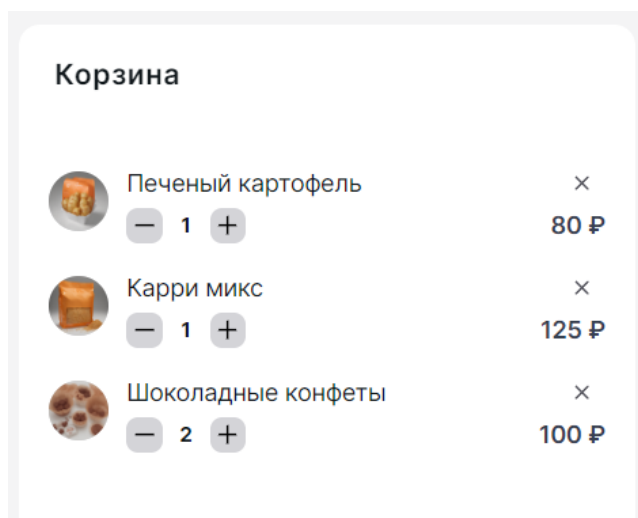 Корзина
Печеный картофель ×
− 1 + 80 ₽
Карри микс ×
− 1 + 125 ₽
Шоколадные конфеты ×
− 2 + 100 ₽